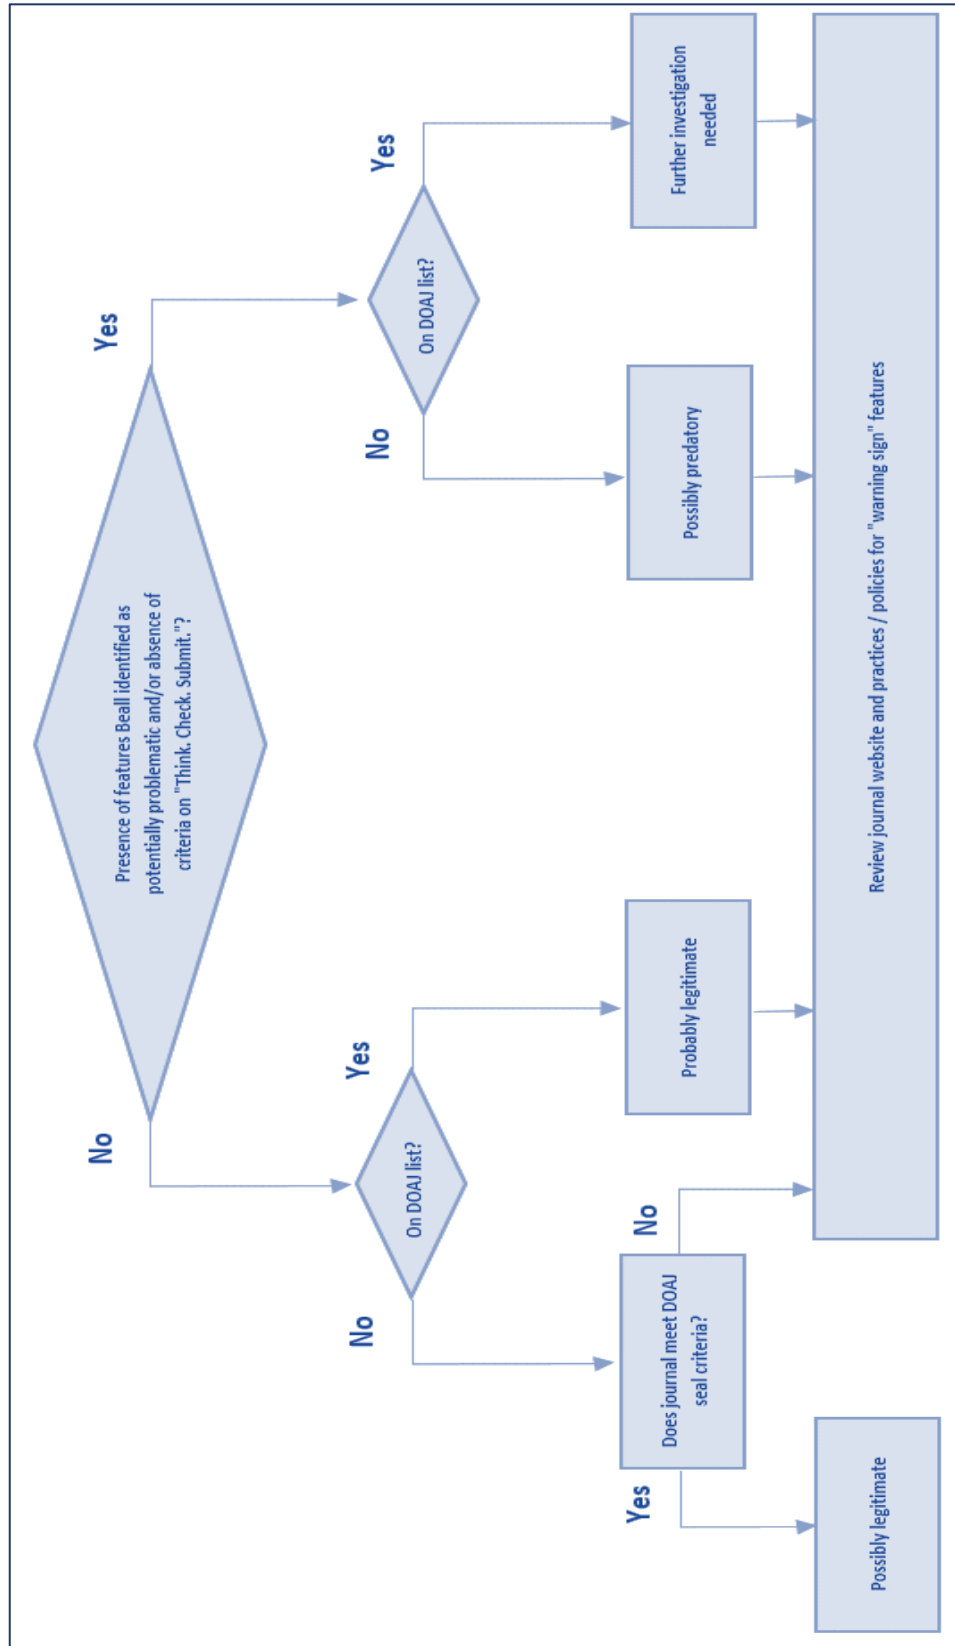 Presence of features Beall identified as
potentially problematic and/or absence of
criteria on "Think. Check. Submit."?
No
Yes
On DOAJ list?
On DOAJ list?
No
Yes
No
Yes
Does journal meet DOAJ
seal criteria?
Probably legitimate
Possibly predatory
Further investigation
needed
Yes
No
Possibly legitimate
Review journal website and practices / policies for "warning sign" features